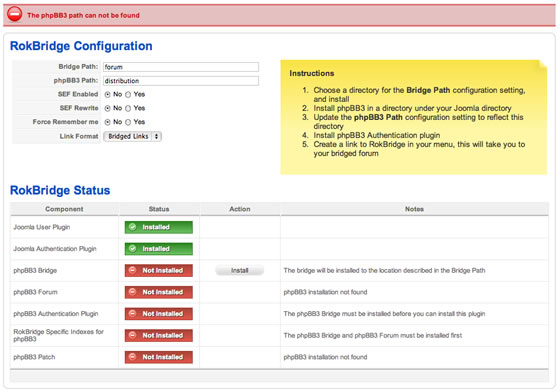 The phpBB3 path can not be found
RokBridge Configuration
Bridge Path: forum
phpBB3 Path: distribution
SEF Enabled No Yes
SEF Rewrite No Yes
Force Remember me No Yes
Link Format Bridged Links
Instructions
1. Choose a directory for the Bridge Path configuration setting,
and install
2. Install phpBB3 in a directory under your Joomla directory
3. Update the phpBB3 Path configuration setting to reflect this
directory
4. Install phpBB3 Authentication plugin
5. Create a link to RokBridge in your menu, this will take you to
your bridged forum
RokBridge Status
Component Status Action Notes
Joomla User Plugin Installed
Joomla Authentication Plugin Installed
phpBB3 Bridge Not Installed Install The bridge will be installed to the location described in the Bridge Path
phpBB3 Forum Not Installed phpBB3 installation not found
phpBB3 Authentication Plugin Not Installed The phpBB3 Bridge must be installed before you can install this plugin
RokBridge Specific Indexes for
phpBB3 Not Installed The phpBB3 Bridge and phpBB3 Forum must be installed first
phpBB3 Patch Not Installed phpBB3 installation not found